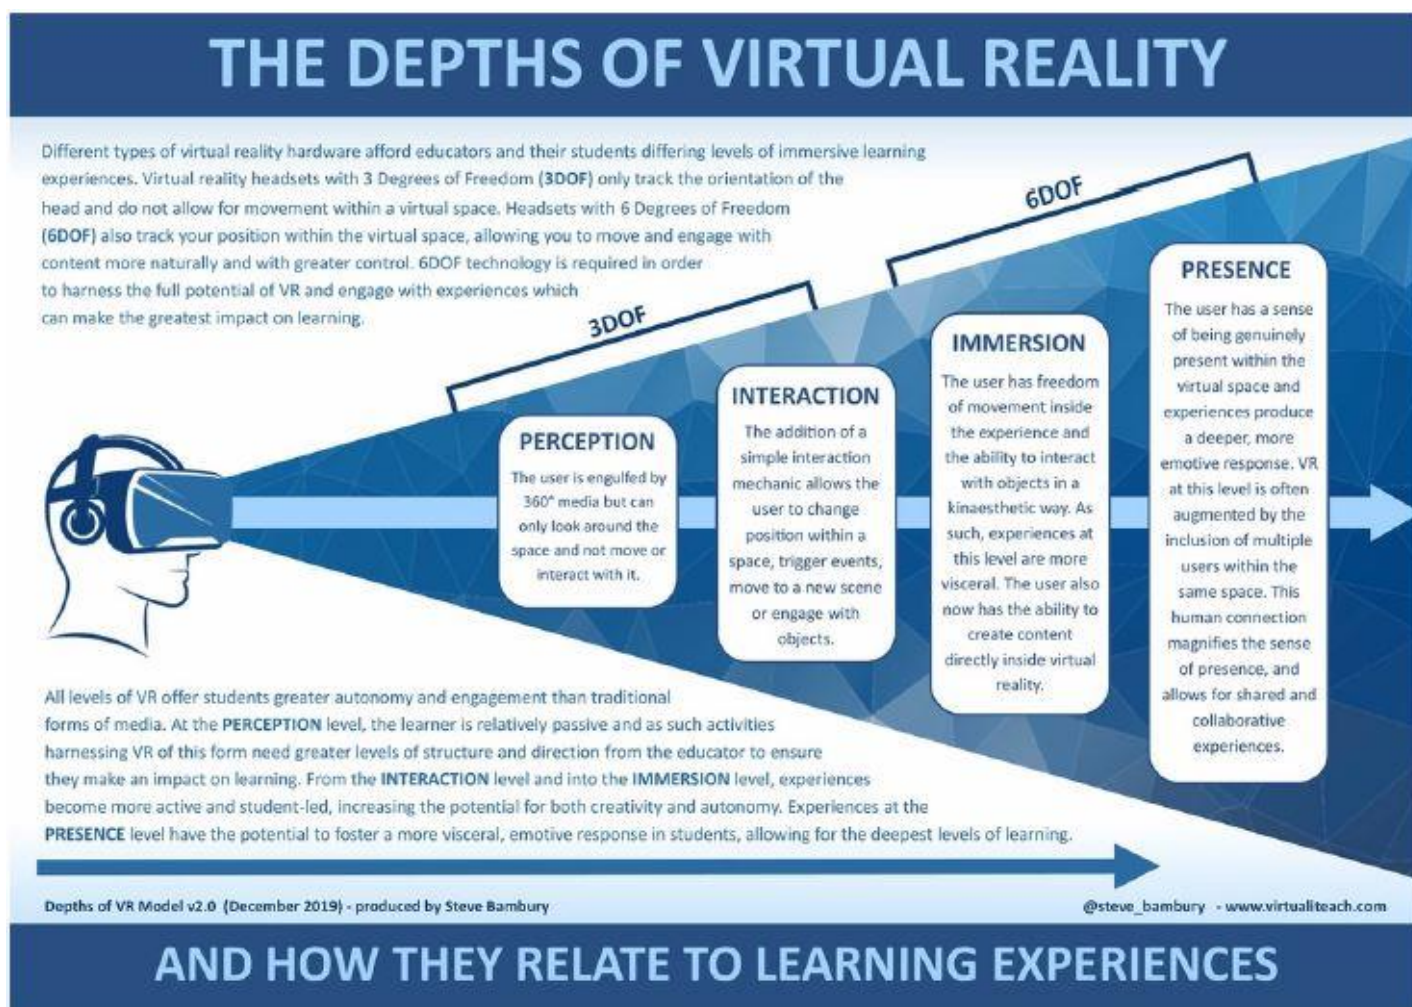 THE DEPTHS OF VIRTUAL REALITY
Different types of virtual reality hardware afford educators and their students differing levels of immersive learning
experiences. Virtual reality headsets with 3 Degrees of Freedom (3DOF) only track the orientation of the
head and do not allow for movement within a virtual space. Headsets with 6 Degrees of Freedom
(6DOF) also track your position within the virtual space, allowing you to move and engage with
content more naturally and with greater control. 6DOF technology is required in order
to harness the full potential of VR and engage with experiences which
can make the greatest impact on learning.
3DOF
6DOF
PERCEPTION
The user is engulfed by
360° media but can
only look around the
space and not move or
interact with it.
INTERACTION
The addition of a
simple interaction
mechanic allows the
user to change
position within a
space, trigger events,
move to a new scene
or engage with
objects.
IMMERSION
The user has freedom
of movement inside
the experience and
the ability to interact
with objects in a
kinaesthetic way. As
such, experiences at
this level are more
visceral. The user also
now has the ability to
create content
directly inside virtual
reality.
PRESENCE
The user has a sense
of being genuinely
present within the
virtual space and
experiences produce
a deeper, more
emotive response. VR
at this level is often
augmented by the
inclusion of multiple
users within the
same space. This
human connection
magnifies the sense
of presence, and
allows for shared and
collaborative
experiences.
All levels of VR offer students greater autonomy and engagement than traditional
forms of media. At the PERCEPTION level, the learner is relatively passive and as such activities
harnessing VR of this form need greater levels of structure and direction from the educator to ensure
they make an impact on learning. From the INTERACTION level and into the IMMERSION level, experiences
become more active and student-led, increasing the potential for both creativity and autonomy. Experiences at the
PRESENCE level have the potential to foster a more visceral, emotive response in students, allowing for the deepest levels of learning.
Depths of VR Model v2.0 (December 2019) - produced by Steve Bambury
@steve_bambury - www.virtualiteach.com
AND HOW THEY RELATE TO LEARNING EXPERIENCES